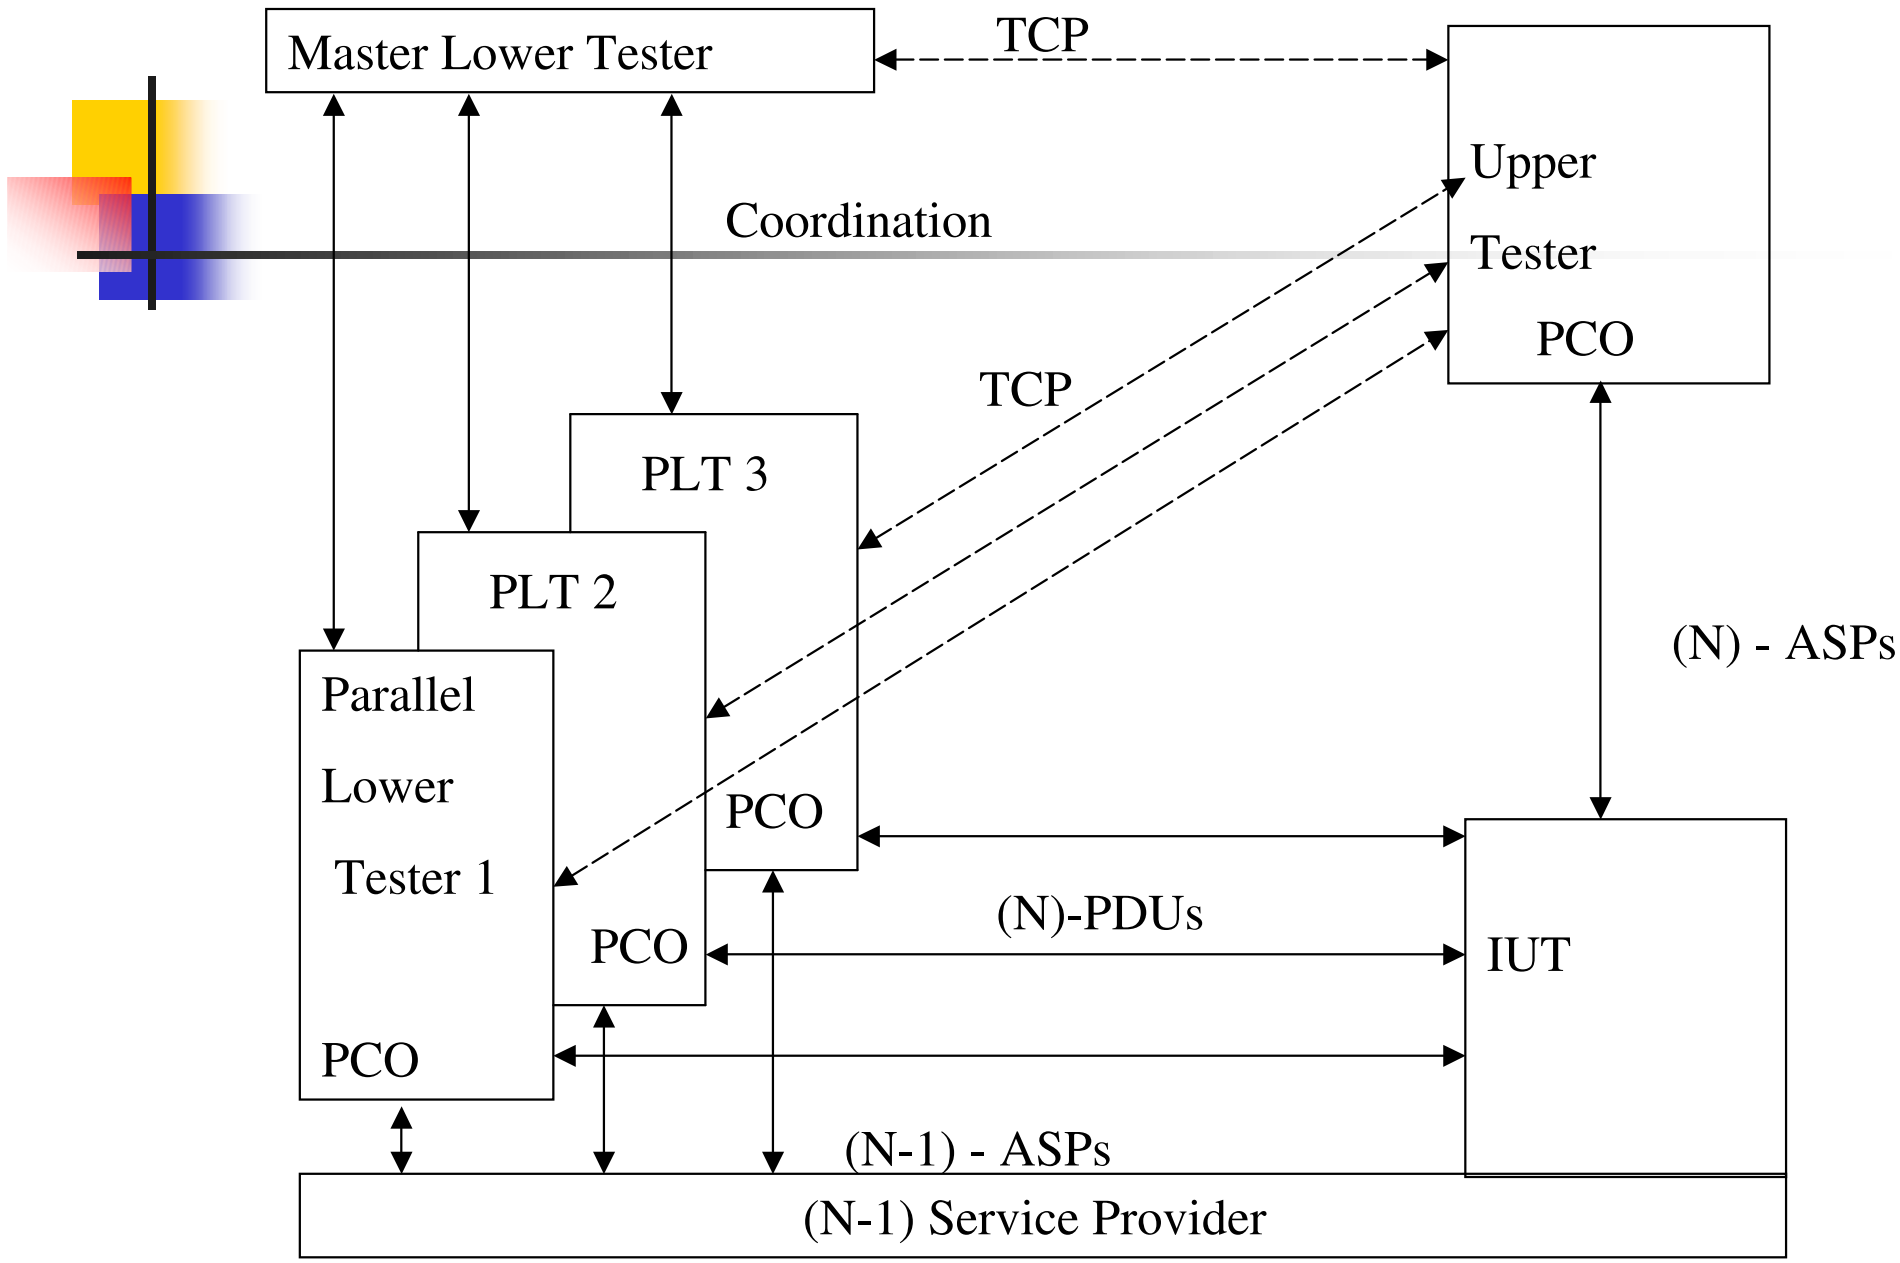 Master Lower Tester
TCP
Upper
Tester
PCO
Coordination
TCP
PLT 3
PCO
PLT 2
PCO
Parallel
Lower
Tester 1
PCO
(N) - ASPs
(N)-PDUs
IUT
(N-1) - ASPs
(N-1) Service Provider